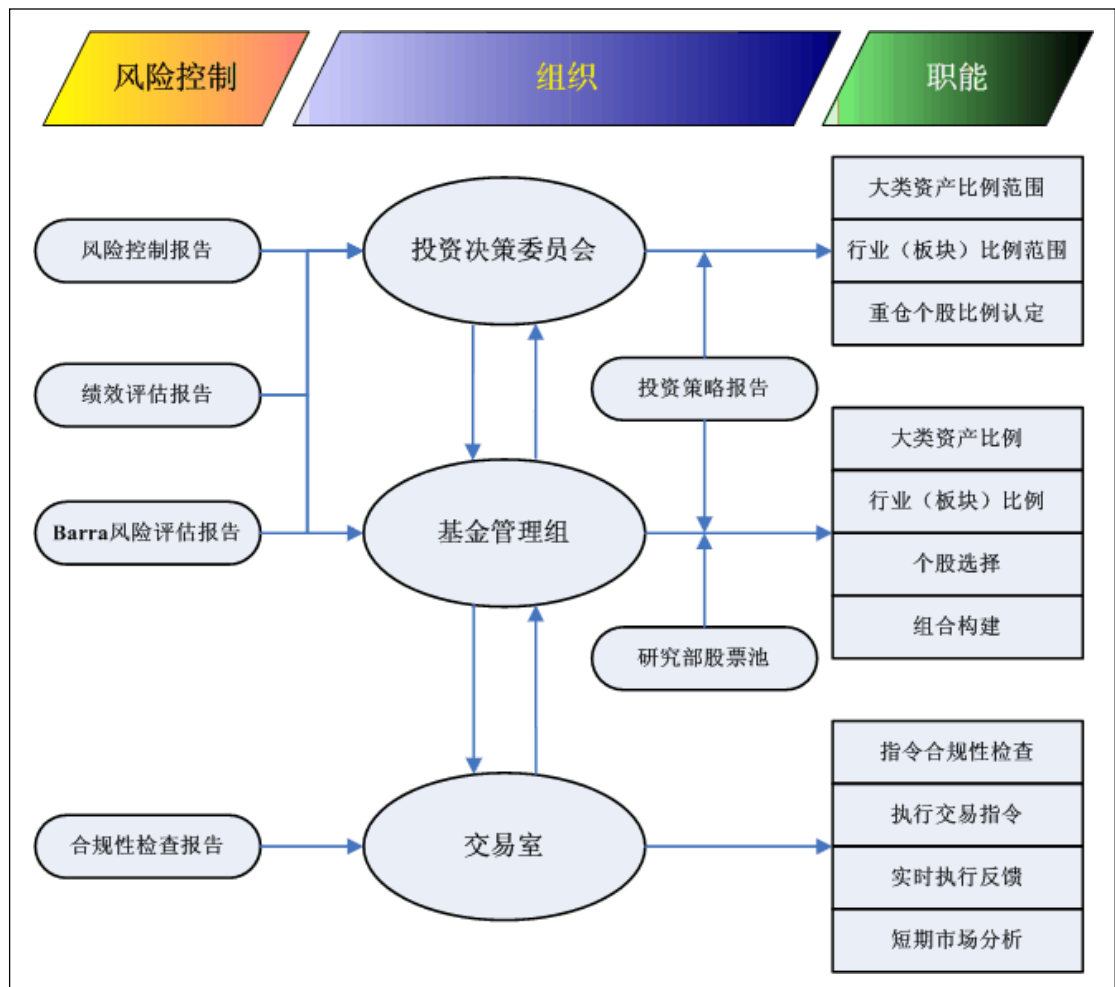 风险控制
组织
职能
风险控制报告
绩效评估报告
Barra风险评估报告
合规性检查报告
投资决策委员会
基金管理组
交易室
投资策略报告
研究部股票池
大类资产比例范围
行业（板块）比例范围
重仓个股比例认定
大类资产比例
行业（板块）比例
个股选择
组合构建
指令合规性检查
执行交易指令
实时执行反馈
短期市场分析